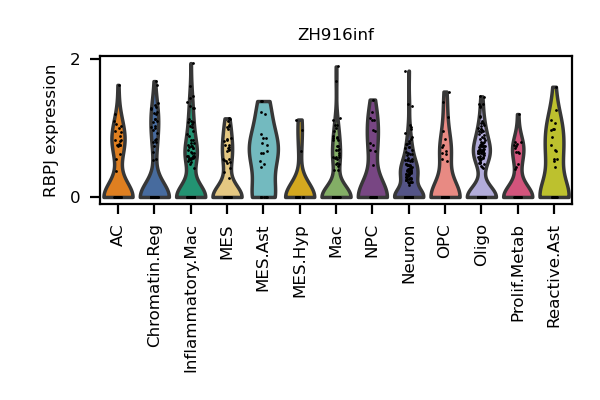 ZH916inf
RBPJ expression
2
0
AC
Chromatin.Reg
Inflammatory.Mac
MES
MES.Ast
MES.Hyp
Mac
NPC
Neuron
OPC
Oligo
Prolif.Metab
Reactive.Ast